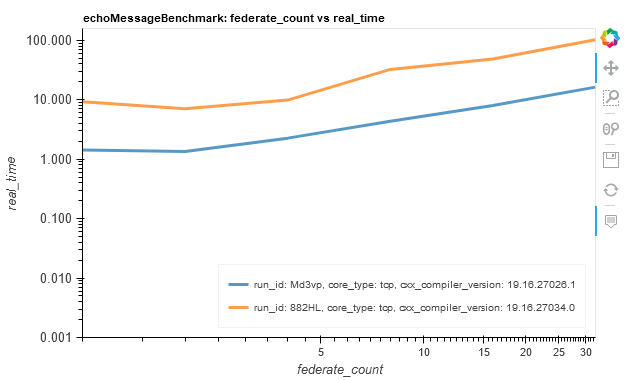 echoMessageBenchmark: federate_count vs real_time
100.000
10.000
1.000
0.100
0.010
0.001
real_time
5
10
15
20
25
30
federate_count
run_id: Md3vp, core_type: tcp, cxx_compiler_version: 19.16.27026.1
run_id: 882HL, core_type: tcp, cxx_compiler_version: 19.16.27034.0